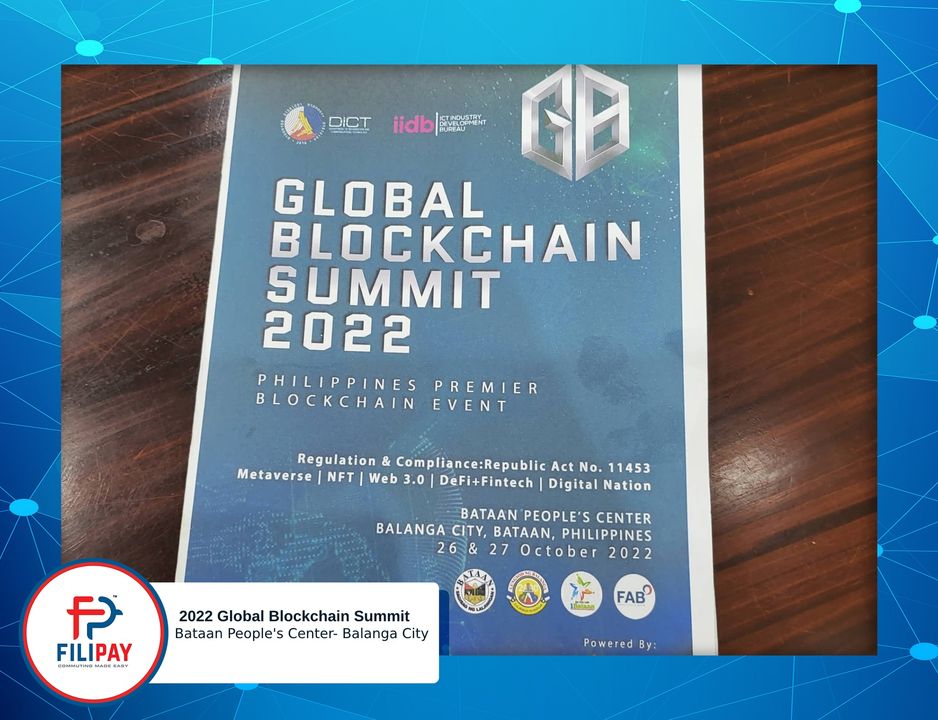 DICT
iidb
ICT INDUSTRY
DEVELOPMENT
BUREAU
GB
GLOBAL
BLOCKCHAIN
SUMMIT
2022
PHILIPPINES PREMIER
BLOCKCHAIN EVENT
Regulation & Compliance:Republic Act No. 11453
Metaverse | NFT | Web 3.0 | DeFi+Fintech | Digital Nation
BATAAN PEOPLE'S CENTER
BALANGA CITY, BATAAN, PHILIPPINES
26 & 27 October 2022
BATAAN
1Bataan
FAB
Powered By:
FP™
FILIPAY
COMMUTING MADE EASY
2022 Global Blockchain Summit
Bataan People's Center- Balanga City